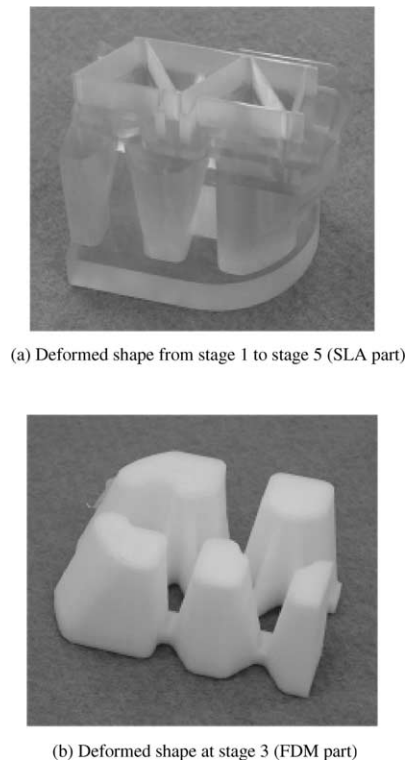 (a) Deformed shape from stage 1 to stage 5 (SLA part)
(b) Deformed shape at stage 3 (FDM part)